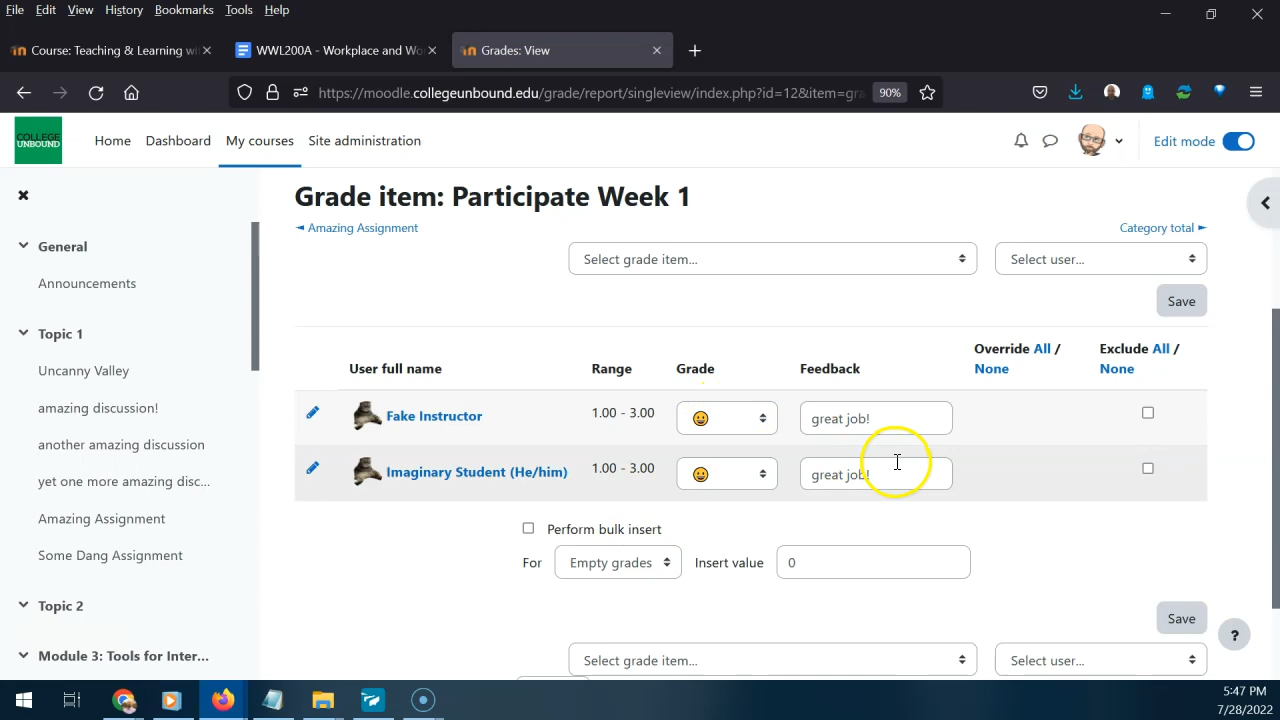 File Edit View History Bookmarks Tools Help
Course: Teaching & Learning wi
WWL200A - Workplace and Wo
Grades: View
https://moodle.collegeunbound.edu/grade/report/singleview/index.php?id=12&item=gra
90%
COLLEGE UNBOUND
Home Dashboard My courses Site administration
Edit mode
General
Announcements
Topic 1
Uncanny Valley
amazing discussion!
another amazing discussion
yet one more amazing disc...
Amazing Assignment
Some Dang Assignment
Topic 2
Module 3: Tools for Inter...
Grade item: Participate Week 1
◄ Amazing Assignment
Category total ►
Select grade item...
Select user...
Save
User full name Range Grade Feedback Override All / None Exclude All / None
Fake Instructor 1.00 - 3.00 great job!
Imaginary Student (He/him) 1.00 - 3.00 great job!
Perform bulk insert
For Empty grades Insert value 0
Save
?
Select grade item...
Select user...
5:47 PM
7/28/2022